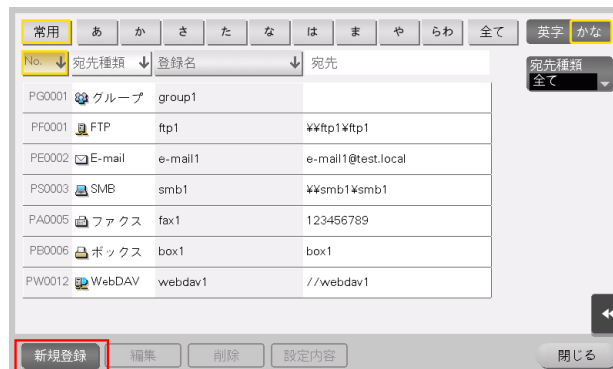 常用 あ か さ た な は ま や らわ 全て 英字 かな
No. 宛先種類 登録名 宛先 宛先種類
全て
PG0001 グループ group1
PF0001 FTP ftp1 ¥¥ftp1¥ftp1
PE0002 E-mail e-mail1 e-mail1@test.local
PS0003 SMB smb1 ¥¥smb1¥smb1
PA0005 ファクス fax1 123456789
PB0006 ボックス box1 box1
PW0012 WebDAV webdav1 //webdav1
新規登録 編集 削除 設定内容 閉じる